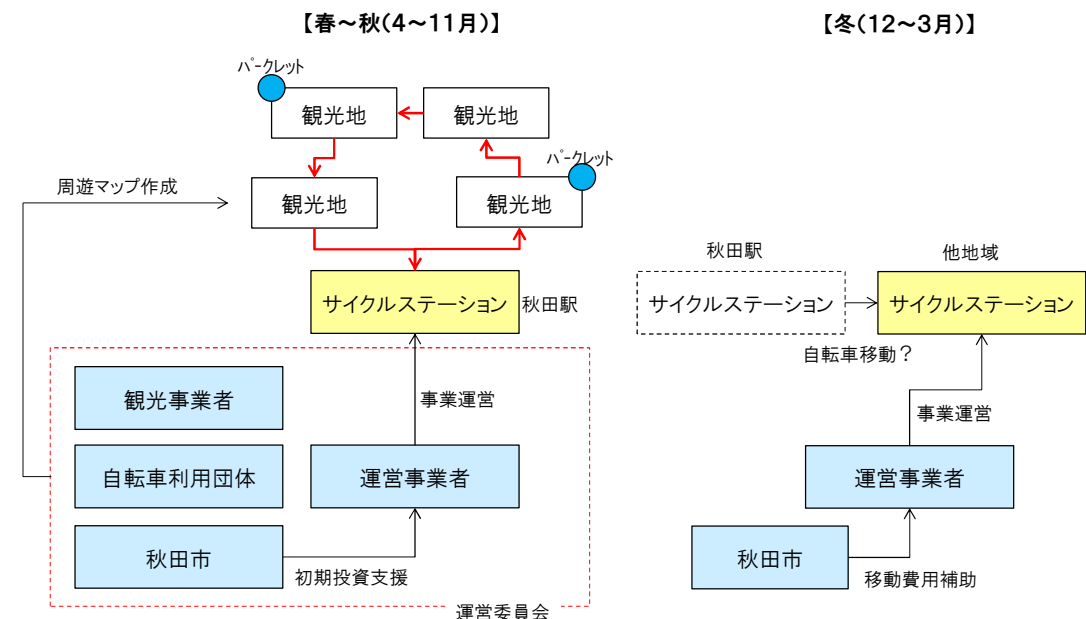 【春～秋(4～11月)】
パークレット
観光地
観光地
パークレット
周遊マップ作成
観光地
観光地
サイクルステーション
秋田駅
観光事業者
事業運営
自転車利用団体
運営事業者
秋田市
初期投資支援
運営委員会
【冬(12～3月)】
秋田駅
他地域
サイクルステーション
サイクルステーション
自転車移動？
事業運営
運営事業者
秋田市
移動費用補助